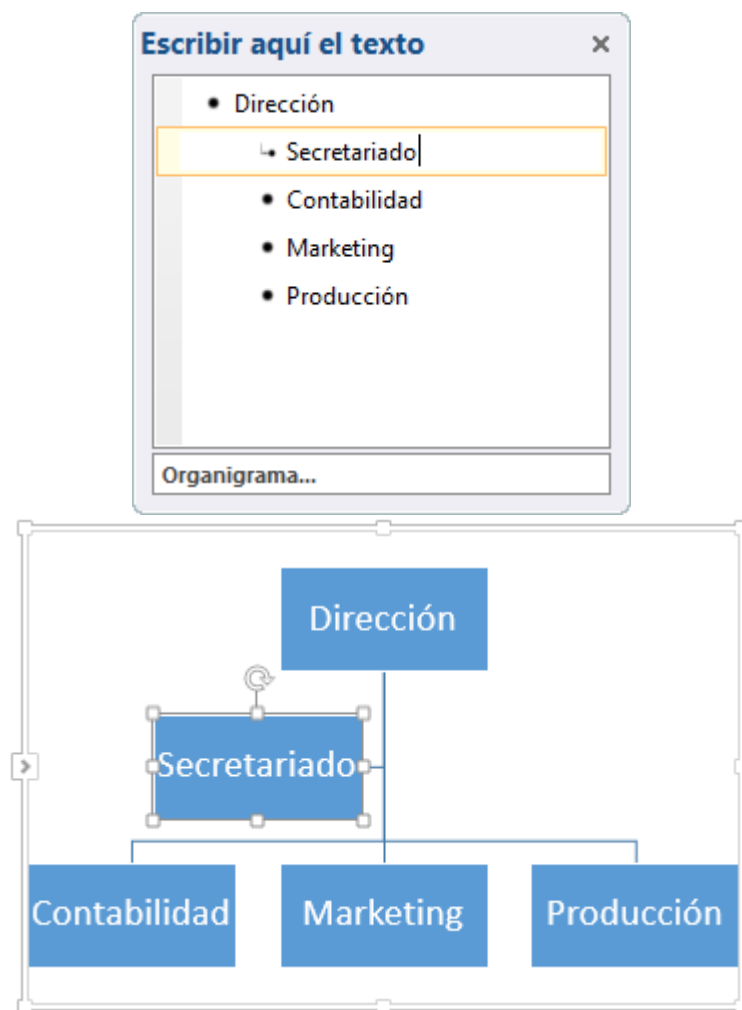 Escribir aquí el texto
Dirección
Secretariado
Contabilidad
Marketing
Producción
Organigrama...
Dirección
Secretariado
Contabilidad Marketing Producción